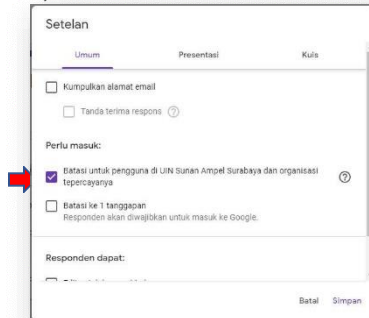 Setelan
Umum Presentasi Kuis
Kumpulkan alamat email
Tanda terima respons
Perlu masuk:
Batasi untuk pengguna di UIN Sunan Ampel Surabaya dan organisasi
tepercayanya
Batasi ke 1 tanggapan
Responden akan diwajibkan untuk masuk ke Google.
Responden dapat:
Batal Simpan